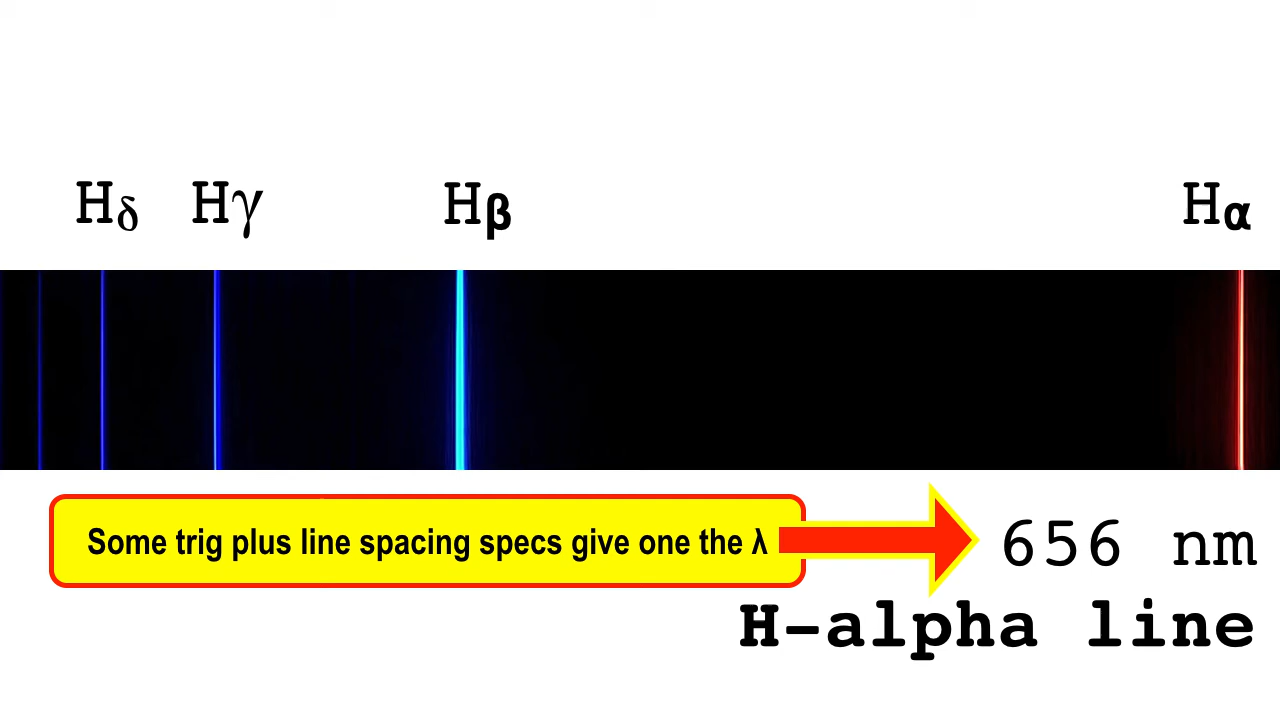 Hδ Hγ Hβ Hα
Some trig plus line spacing specs give one the λ
656 nm
H-alpha line